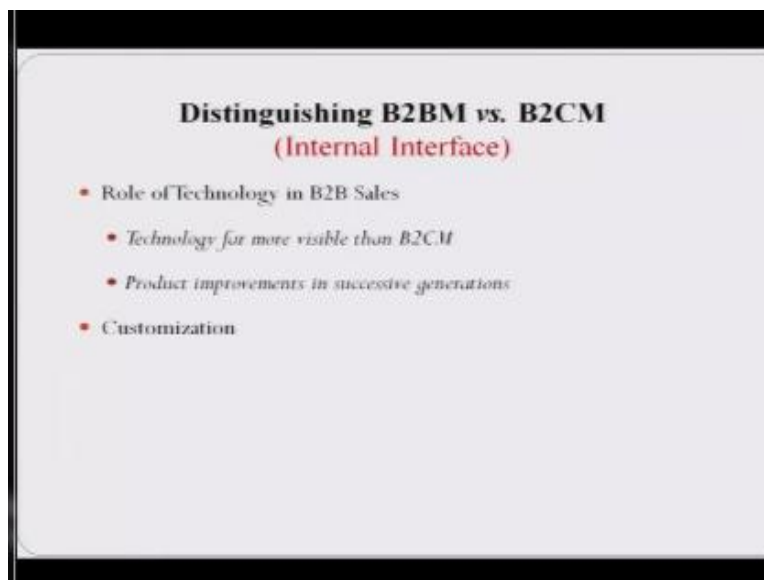 Distinguishing B2BM vs. B2CM
(Internal Interface)
• Role of Technology in B2B Sales
• Technology far more visible than B2CM
• Product improvements in successive generations
• Customization